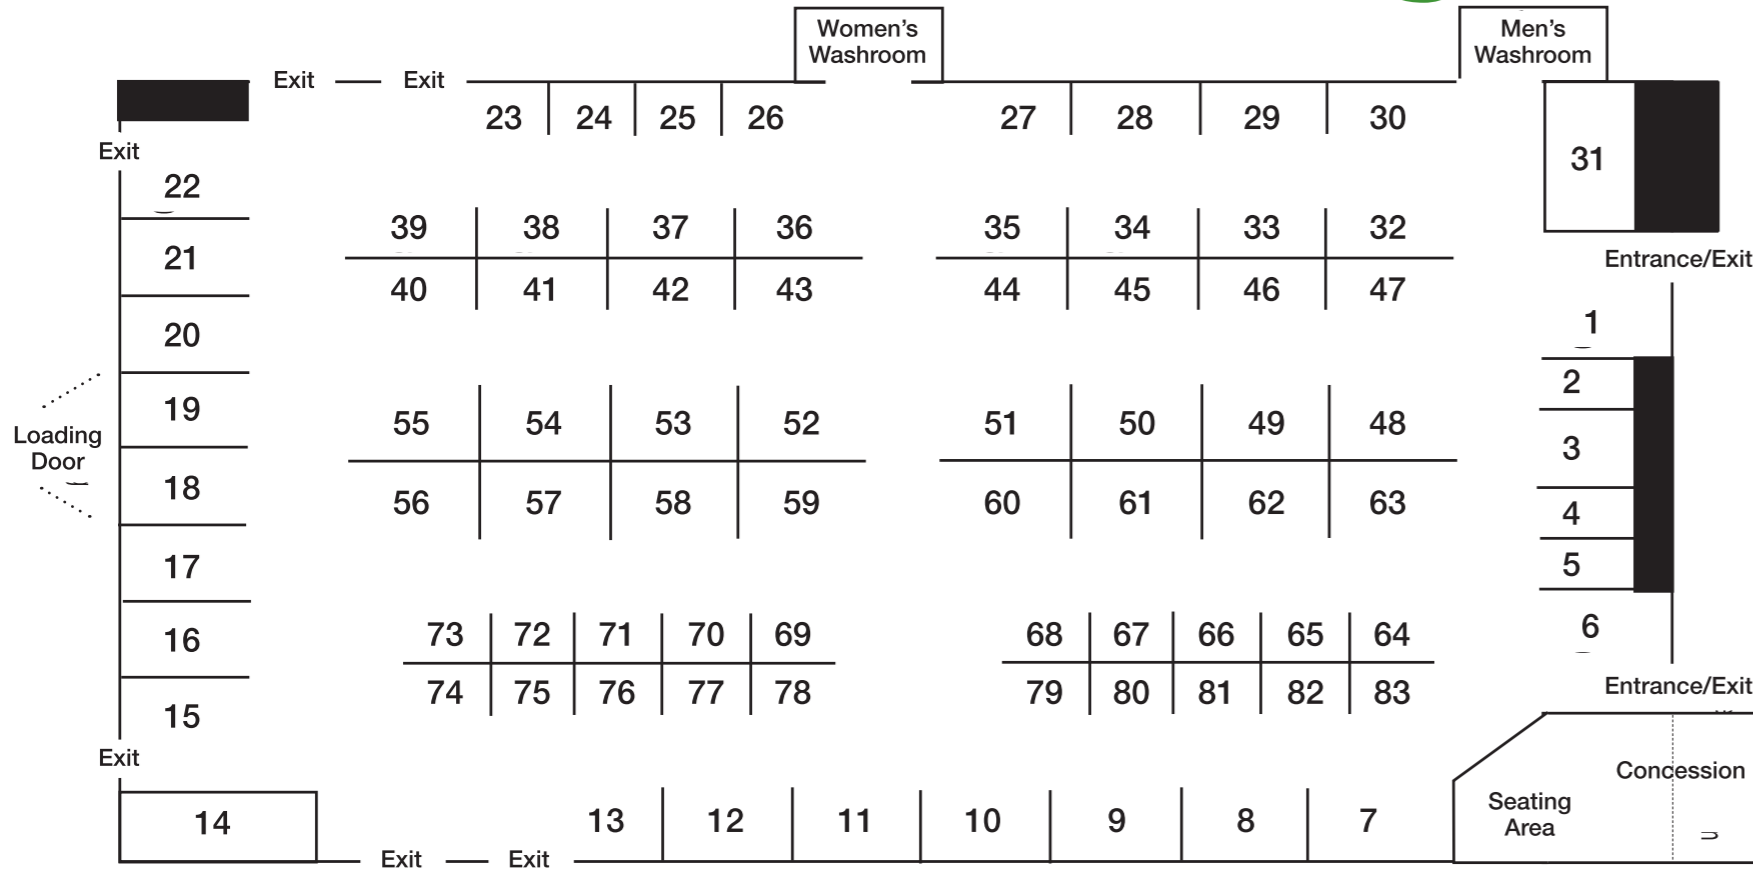 Women's
Washroom
Men's
Washroom
Exit Exit
23 24 25 26 27 28 29 30
Exit
31
22
39 38 37 36 35 34 33 32
21
Entrance/Exit
40 41 42 43 44 45 46 47
1
20
2
19
55 54 53 52 51 50 49 48
Loading
Door
3
18
56 57 58 59 60 61 62 63
4
17
5
16
73 72 71 70 69 68 67 66 65 64
6
74 75 76 77 78 79 80 81 82 83
Entrance/Exit
15
Exit
Concession
Seating
Area
14
13 12 11 10 9 8 7
Exit Exit